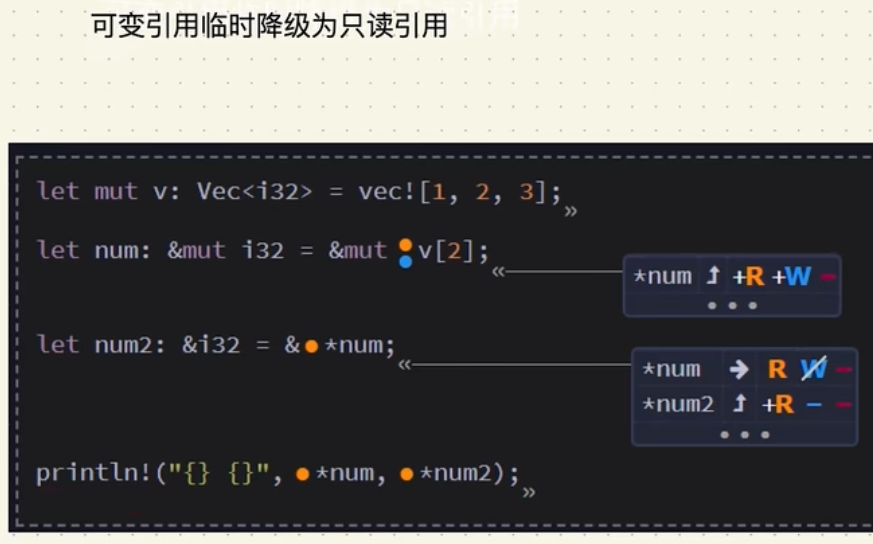 可变引用临时降级为只读引用
let mut v: Vec<i32> = vec![1, 2, 3];
»
let num: &mut i32 = &mut v[2];
«
*num ⮥ +R +W -
• • •
let num2: &i32 = & *num;
«
*num → R W -
*num2 ⮥ +R - -
• • •
println!("{} {}", *num, *num2);
»